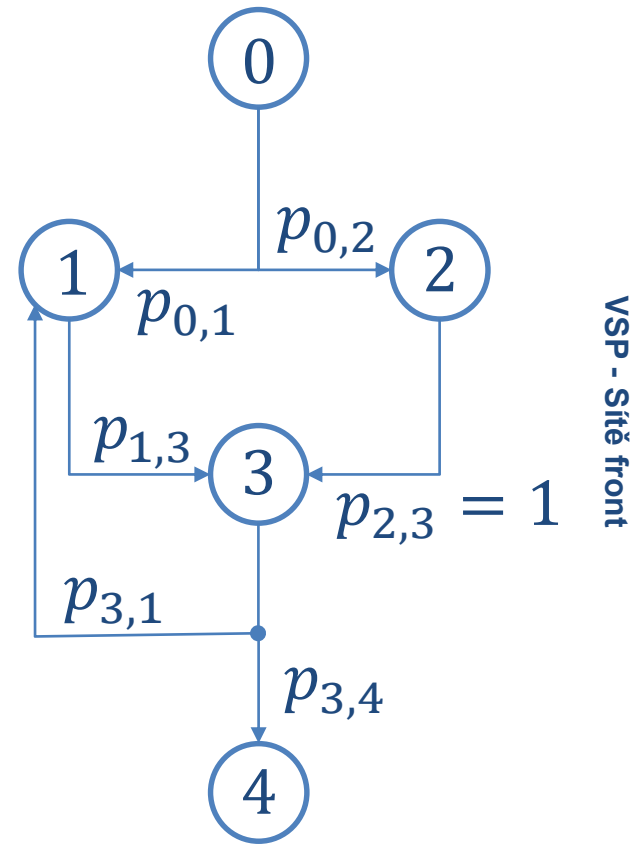 0
p0,2
1
2
p0,1
p1,3
3
p2,3 = 1
p3,1
p3,4
4
VSP - Sítě front